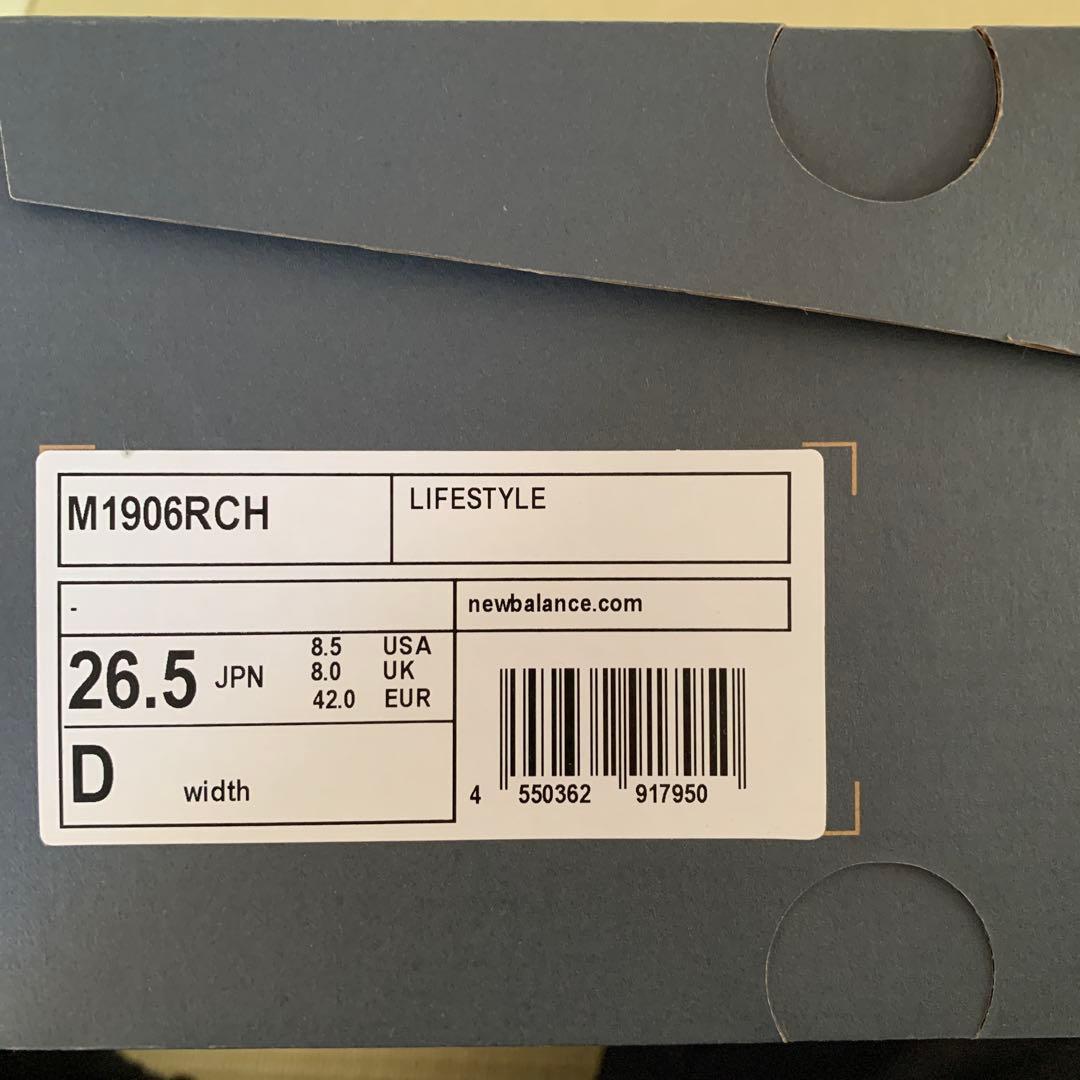 M1906RCH
LIFESTYLE
-
newbalance.com
26.5 JPN
8.5 USA
8.0 UK
42.0 EUR
D width
4 550362 917950